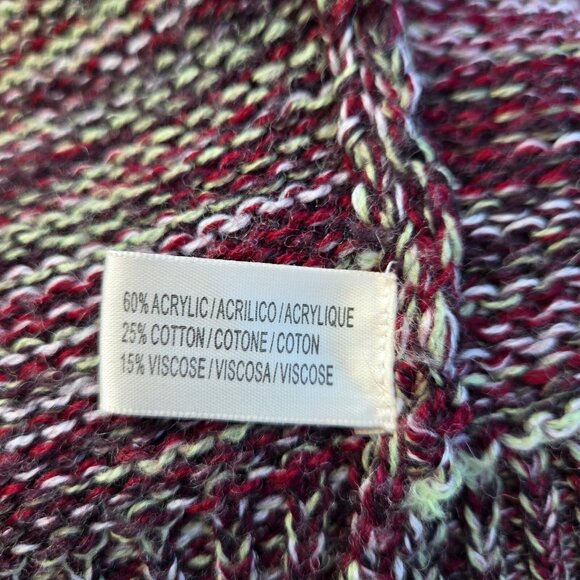 60% ACRYLIC/ACRILICO/ACRYLIQUE
25% COTTON/COTONE/COTON
15% VISCOSE/VISCOSA/VISCOSE